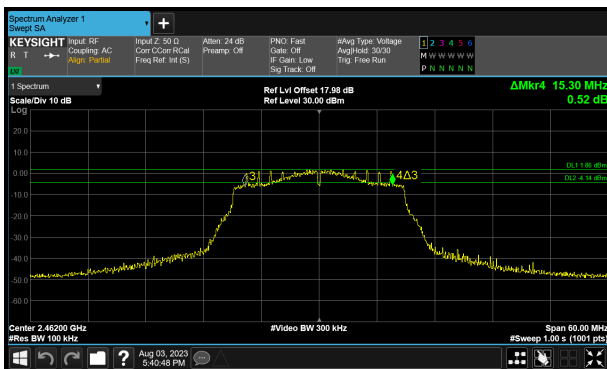 Spectrum Analyzer 1
Swept SA
KEYSIGHT
R T
LXI
Input: RF
Coupling: AC
Align: Partial
Input Z: 50 Ω
Corr CCorr RCal
Freq Ref: Int (S)
Atten: 24 dB
Preamp: Off
PNO: Fast
Gate: Off
IF Gain: Low
Sig Track: Off
#Avg Type: Voltage
Avg|Hold: 30/30
Trig: Free Run
1 2 3 4 5 6
M W W W W W
P N N N N N
1 Spectrum
Scale/Div 10 dB
Ref Lvl Offset 17.98 dB
Ref Level 30.00 dBm
ΔMkr4 15.30 MHz
0.52 dB
Log
20.0
10.0
0.00
-10.0
-20.0
-30.0
-40.0
-50.0
-60.0
3
4Δ3
DL1 1.86 dBm
DL2 -4.14 dBm
Center 2.46200 GHz
#Res BW 100 kHz
#Video BW 300 kHz
Span 60.00 MHz
#Sweep 1.00 s (1001 pts)
?
Aug 03, 2023
5:40:48 PM